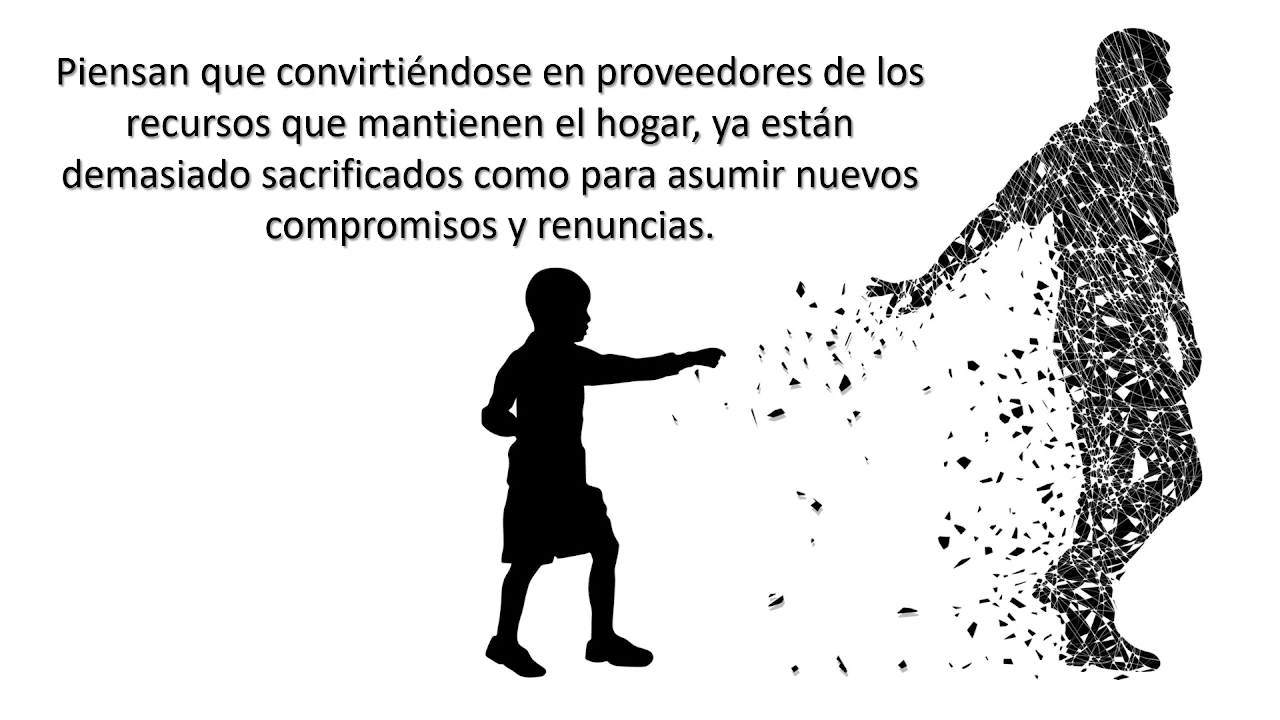 Piensan que convirtiéndose en proveedores de los
recursos que mantienen el hogar, ya están
demasiado sacrificados como para asumir nuevos
compromisos y renuncias.